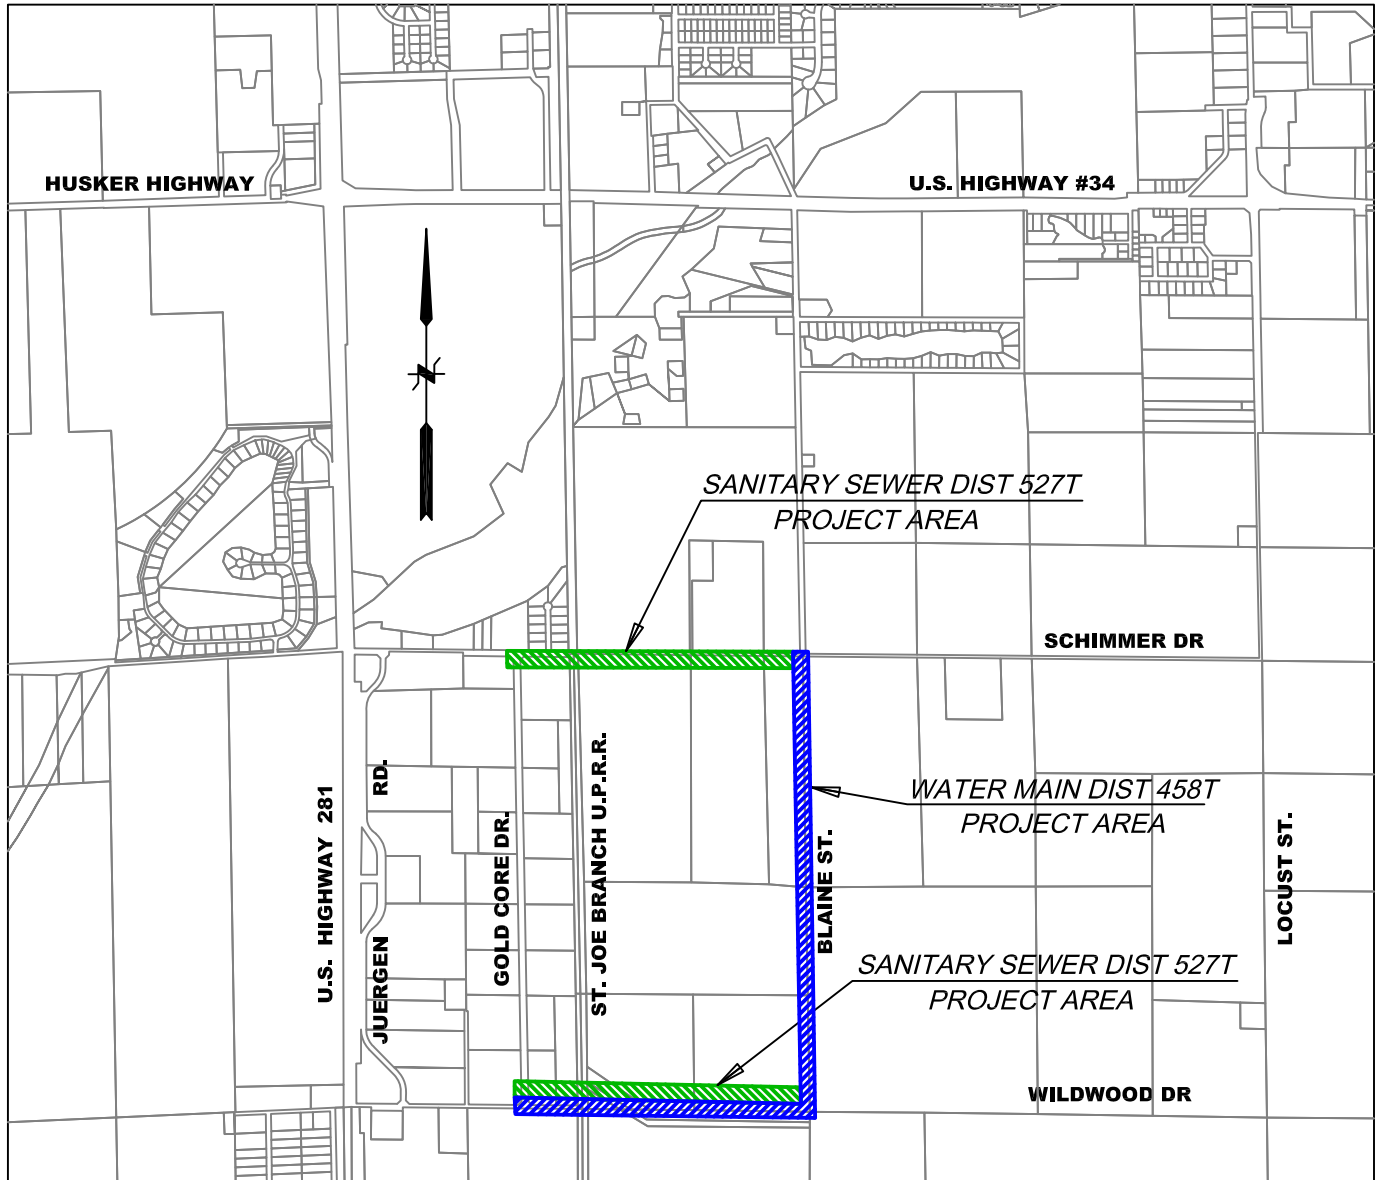 HUSKER HIGHWAY
U.S. HIGHWAY #34
SANITARY SEWER DIST 527T
PROJECT AREA
SCHIMMER DR
U.S. HIGHWAY 281
JUERGEN RD.
GOLD CORE DR.
ST. JOE BRANCH U.P.R.R.
WATER MAIN DIST 458T
PROJECT AREA
BLAINE ST.
LOCUST ST.
SANITARY SEWER DIST 527T
PROJECT AREA
WILDWOOD DR